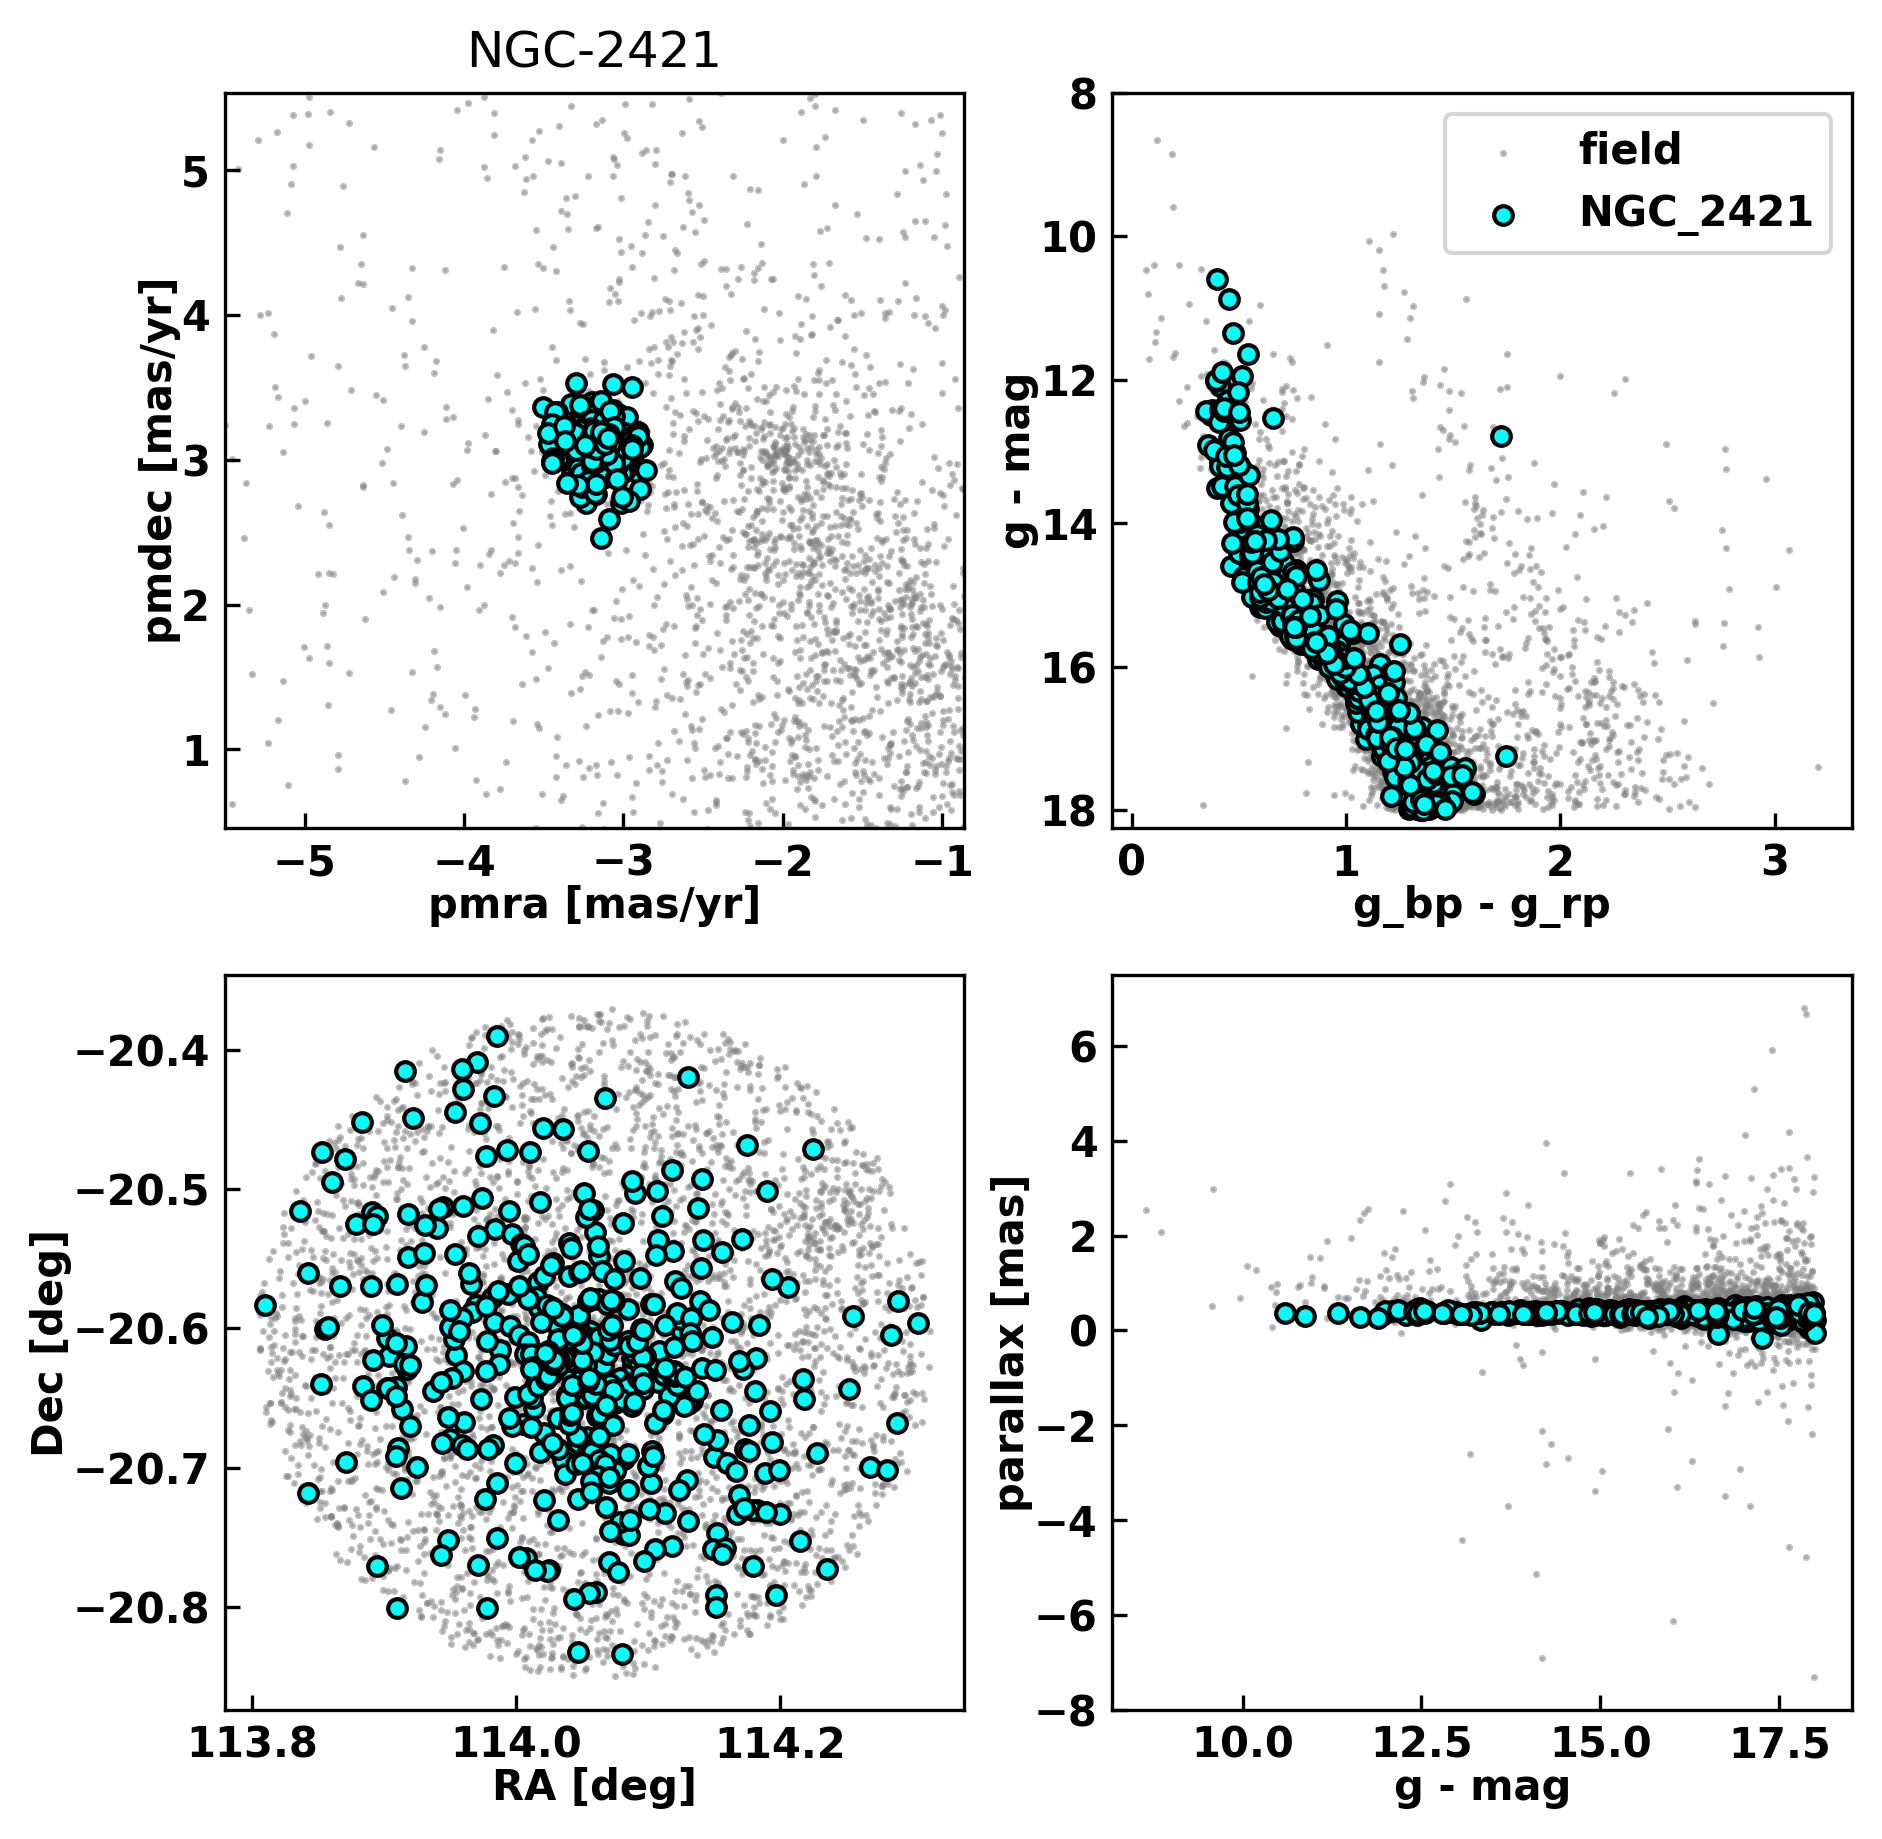 NGC-2421
5
4
3
2
1
pmdec [mas/yr]
−5 −4 −3 −2 −1
pmra [mas/yr]
8
10
12
14
16
18
g - mag
field
NGC_2421
0 1 2 3
g_bp - g_rp
−20.4
−20.5
−20.6
−20.7
−20.8
Dec [deg]
113.8 114.0 114.2
RA [deg]
6
4
2
0
−2
−4
−6
−8
parallax [mas]
10.0 12.5 15.0 17.5
g - mag